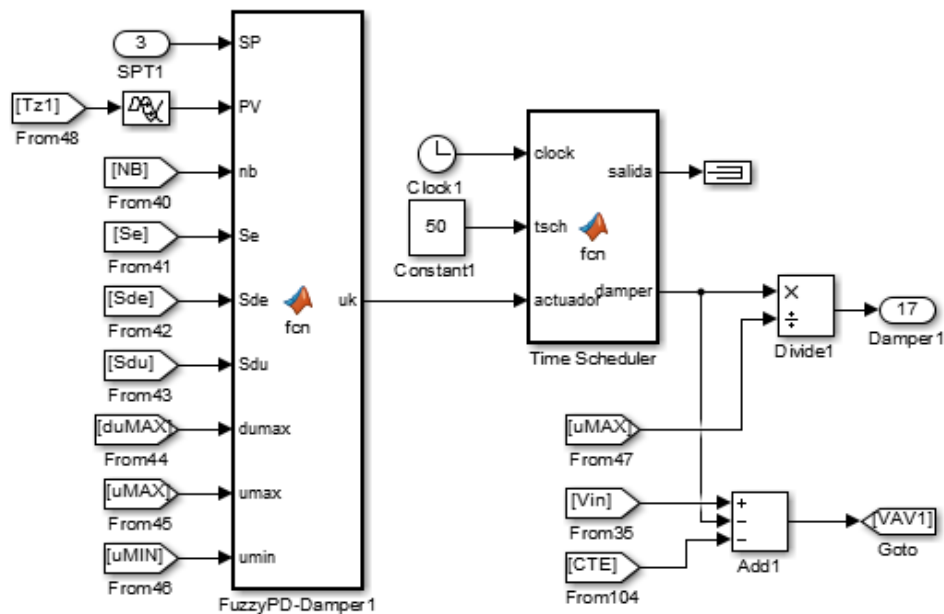 3
SPT1
SP
[Tz1]
From48
PV
[NB]
From40
nb
[Se]
From41
Se
[Sde]
From42
Sde
[Sdu]
From43
Sdu
[duMAX]
From44
dumax
[uMAX]
From45
umax
[uMIN]
From46
umin
fcn
uk
FuzzyPD-Damper1
Clock1
50
Constant1
clock
tsch
actuador
fcn
salida
damper
Time Scheduler
×
÷
Divide1
17
Damper1
[uMAX]
From47
[Vin]
From35
[CTE]
From104
+
−
−
Add1
[VAV1]
Goto